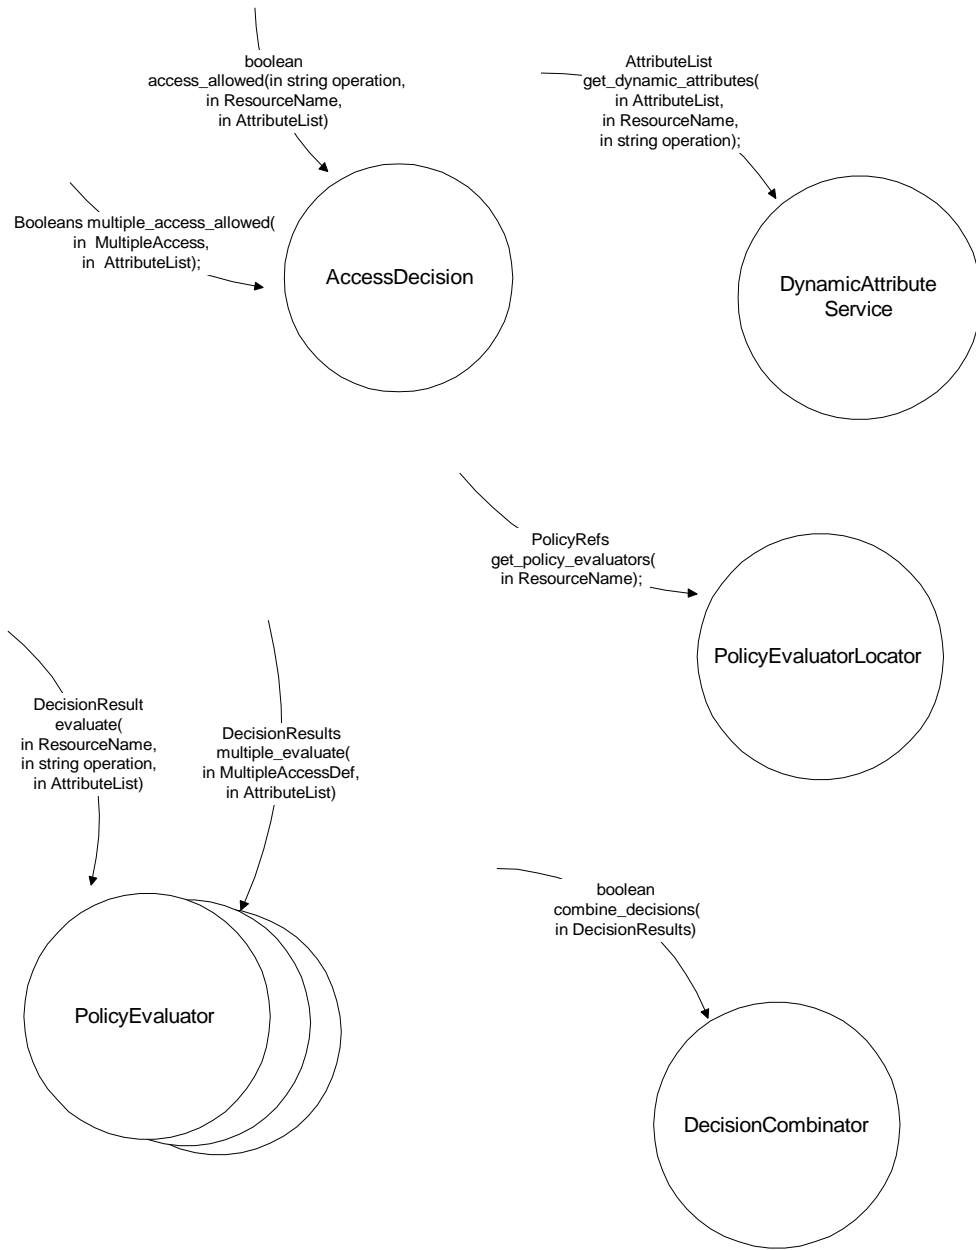 boolean
access_allowed(in string operation,
in ResourceName,
in AttributeList)
AttributeList
get_dynamic_attributes(
in AttributeList,
in ResourceName,
in string operation);
Booleans multiple_access_allowed(
in MultipleAccess,
in AttributeList);
AccessDecision
DynamicAttribute
Service
PolicyRefs
get_policy_evaluators(
in ResourceName);
PolicyEvaluatorLocator
DecisionResult
evaluate(
in ResourceName,
in string operation,
in AttributeList)
DecisionResults
multiple_evaluate(
in MultipleAccessDef,
in AttributeList)
boolean
combine_decisions(
in DecisionResults)
PolicyEvaluator
DecisionCombinator